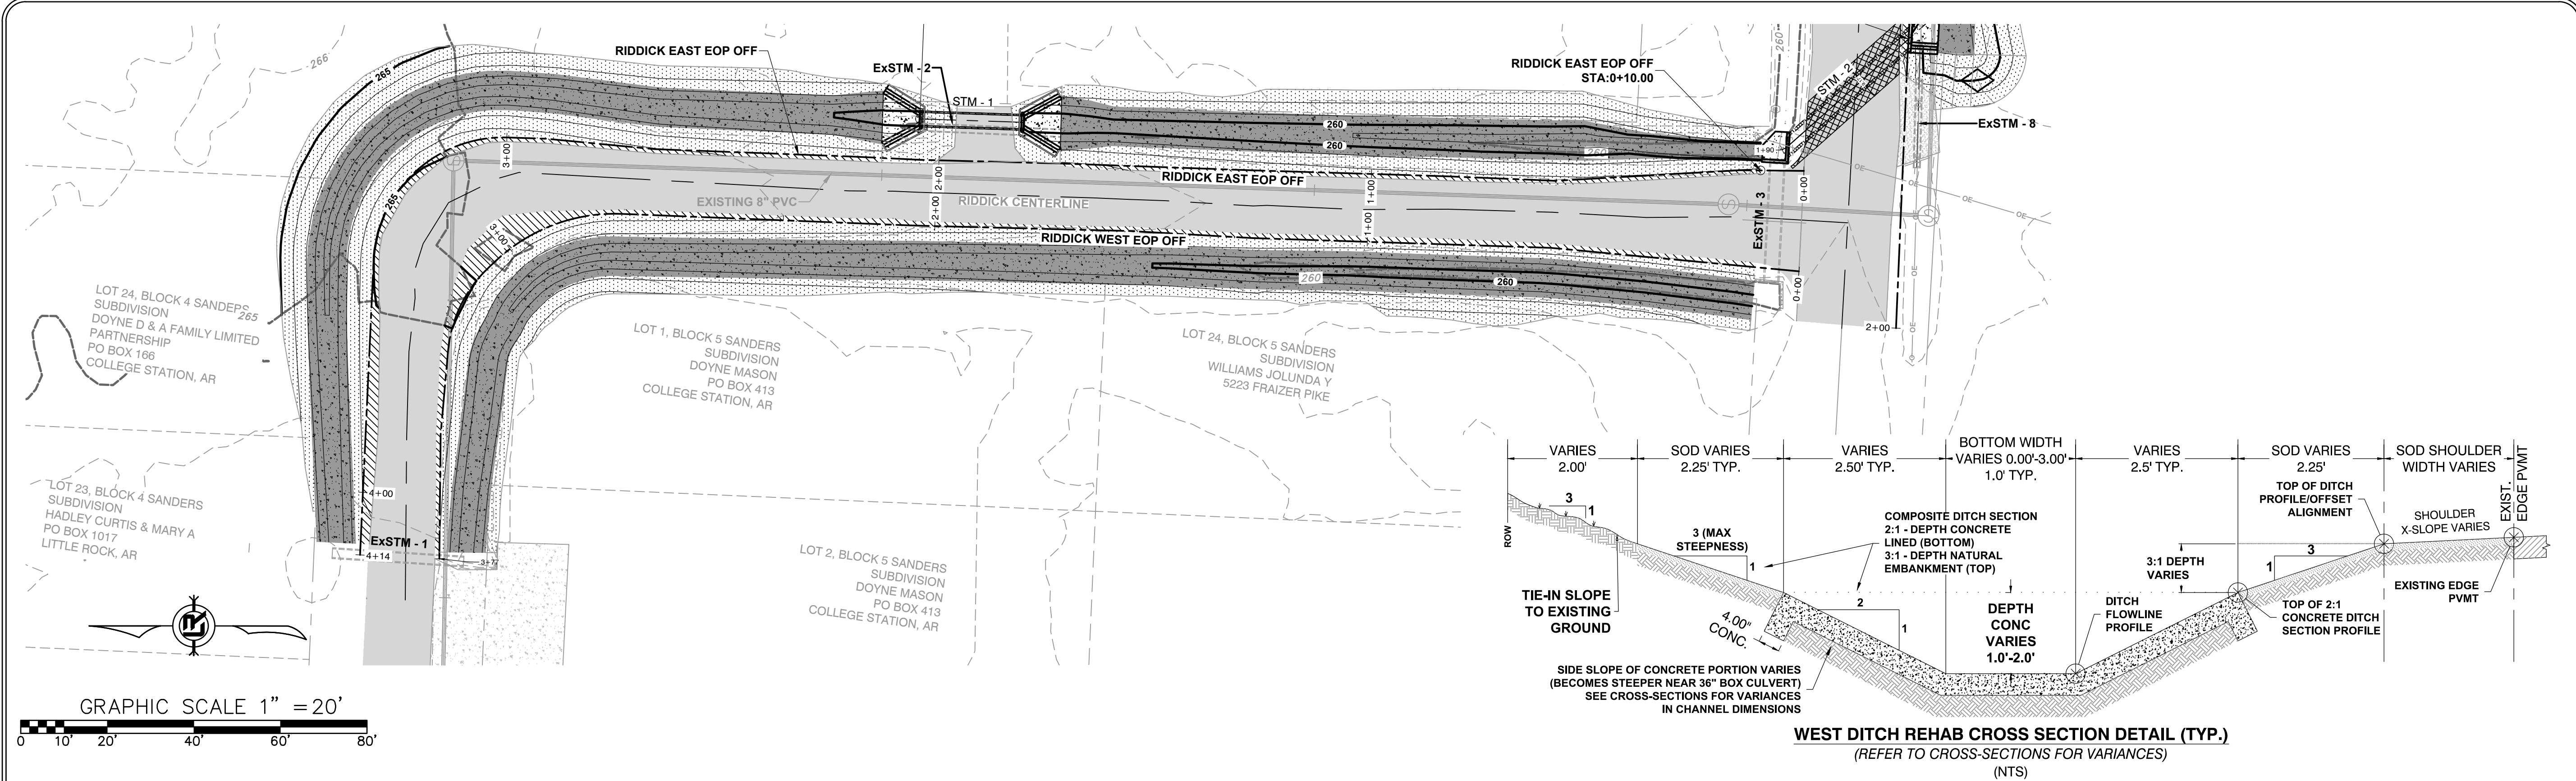 266
265
RIDDICK EAST EOP OFF
ExSTM - 2
STM - 1
RIDDICK EAST EOP OFF
STA:0+10.00
260
STM - 2
ExSTM - 8
260
260
260
1+90
3+00
265
2+00
2+00
RIDDICK EAST EOP OFF
1+00
1+00
0+00
EXISTING 8" PVC
RIDDICK CENTERLINE
S
S
S
OE
OE
OE
OE
OE
3+00
RIDDICK WEST EOP OFF
ExSTM - 3
260
260
0+00
2+00
LOT 24, BLOCK 4 SANDERS
SUBDIVISION
DOYNE D & A FAMILY LIMITED
PARTNERSHIP
PO BOX 166
COLLEGE STATION, AR
265
LOT 1, BLOCK 5 SANDERS
SUBDIVISION
DOYNE MASON
PO BOX 413
COLLEGE STATION, AR
LOT 24, BLOCK 5 SANDERS
SUBDIVISION
WILLIAMS JOLUNDA Y
5223 FRAIZER PIKE
LOT 23, BLOCK 4 SANDERS
SUBDIVISION
HADLEY CURTIS & MARY A
PO BOX 1017
LITTLE ROCK, AR
4+00
ExSTM - 1
4+14
LOT 2, BLOCK 5 SANDERS
SUBDIVISION
DOYNE MASON
PO BOX 413
COLLEGE STATION, AR
GRAPHIC SCALE 1" =20'
0 10' 20' 40' 60' 80'
VARIES
2.00'
SOD VARIES
2.25' TYP.
VARIES
2.50' TYP.
BOTTOM WIDTH
VARIES 0.00'-3.00'
1.0' TYP.
VARIES
2.5' TYP.
SOD VARIES
2.25'
SOD SHOULDER
WIDTH VARIES
EXIST.
EDGE PVMT
ROW
3
1
3 (MAX
STEEPNESS)
1
COMPOSITE DITCH SECTION
2:1 - DEPTH CONCRETE
LINED (BOTTOM)
3:1 - DEPTH NATURAL
EMBANKMENT (TOP)
TOP OF DITCH
PROFILE/OFFSET
ALIGNMENT
SHOULDER
X-SLOPE VARIES
3:1 DEPTH
VARIES
3
1
EXISTING EDGE
PVMT
TIE-IN SLOPE
TO EXISTING
GROUND
4.00"
CONC.
2
1
DEPTH
CONC
VARIES
1.0'-2.0'
DITCH
FLOWLINE
PROFILE
TOP OF 2:1
CONCRETE DITCH
SECTION PROFILE
SIDE SLOPE OF CONCRETE PORTION VARIES
(BECOMES STEEPER NEAR 36" BOX CULVERT)
SEE CROSS-SECTIONS FOR VARIANCES
IN CHANNEL DIMENSIONS
WEST DITCH REHAB CROSS SECTION DETAIL (TYP.)
(REFER TO CROSS-SECTIONS FOR VARIANCES)
(NTS)